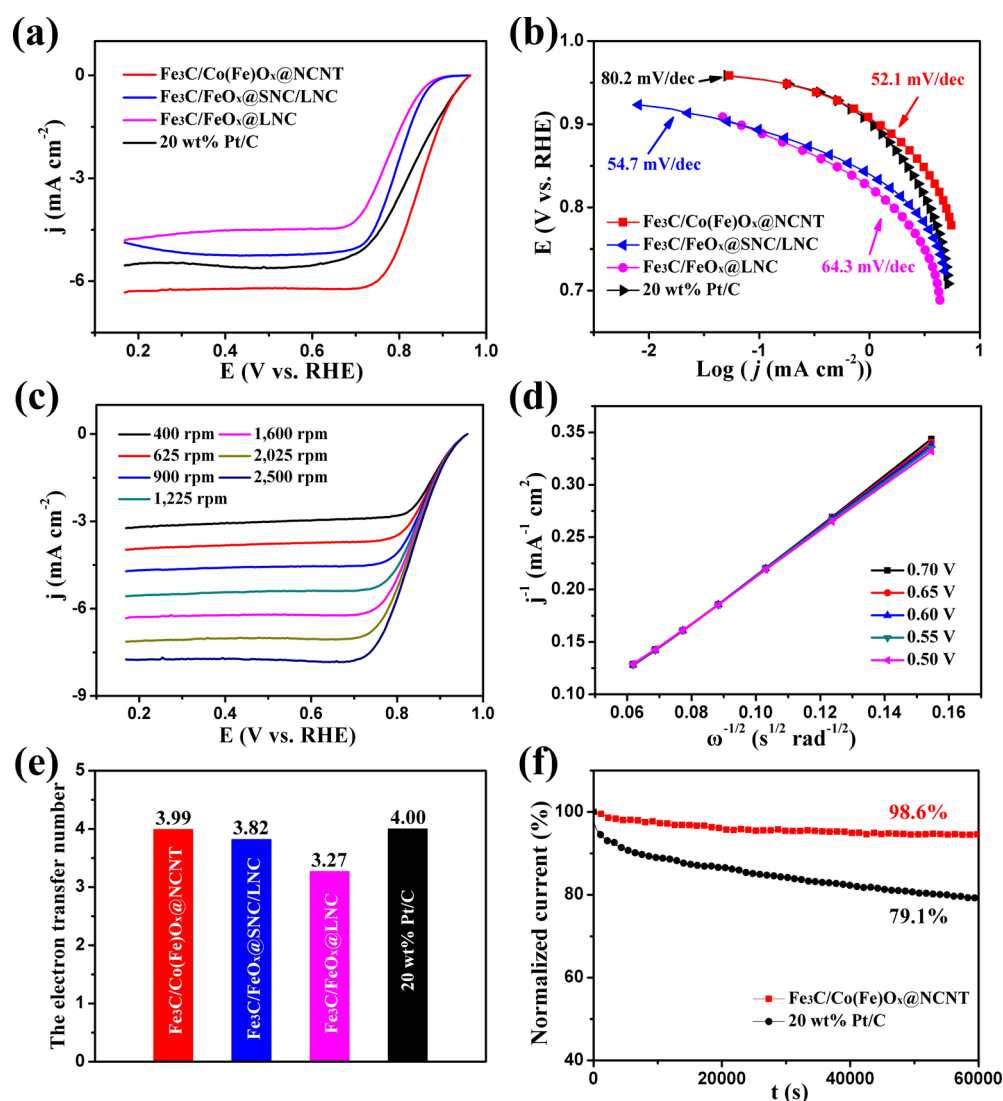 (a)
Fe₃C/Co(Fe)Oₓ@NCNT
Fe₃C/FeOₓ@SNC/LNC
Fe₃C/FeOₓ@LNC
20 wt% Pt/C
j (mA cm⁻²)
0
-3
-6
0.2 0.4 0.6 0.8 1.0
E (V vs. RHE)
(b)
80.2 mV/dec
52.1 mV/dec
54.7 mV/dec
64.3 mV/dec
Fe₃C/Co(Fe)Oₓ@NCNT
Fe₃C/FeOₓ@SNC/LNC
Fe₃C/FeOₓ@LNC
20 wt% Pt/C
E (V vs. RHE)
1.0
0.9
0.8
0.7
-2 -1 0 1
Log (j (mA cm⁻²))
(c)
400 rpm 1,600 rpm
625 rpm 2,025 rpm
900 rpm 2,500 rpm
1,225 rpm
j (mA cm⁻²)
0
-3
-6
-9
0.2 0.4 0.6 0.8 1.0
E (V vs. RHE)
(d)
0.70 V
0.65 V
0.60 V
0.55 V
0.50 V
j⁻¹ (mA⁻¹ cm²)
0.35
0.30
0.25
0.20
0.15
0.10
0.06 0.08 0.10 0.12 0.14 0.16
ω⁻¹/² (s¹/² rad⁻¹/²)
(e)
The electron transfer number
5
4
3
2
1
0
3.99 3.82 3.27 4.00
Fe₃C/Co(Fe)Oₓ@NCNT
Fe₃C/FeOₓ@SNC/LNC
Fe₃C/FeOₓ@LNC
20 wt% Pt/C
(f)
98.6%
79.1%
Fe₃C/Co(Fe)Oₓ@NCNT
20 wt% Pt/C
Normalized current (%)
100
80
60
40
0 20000 40000 60000
t (s)